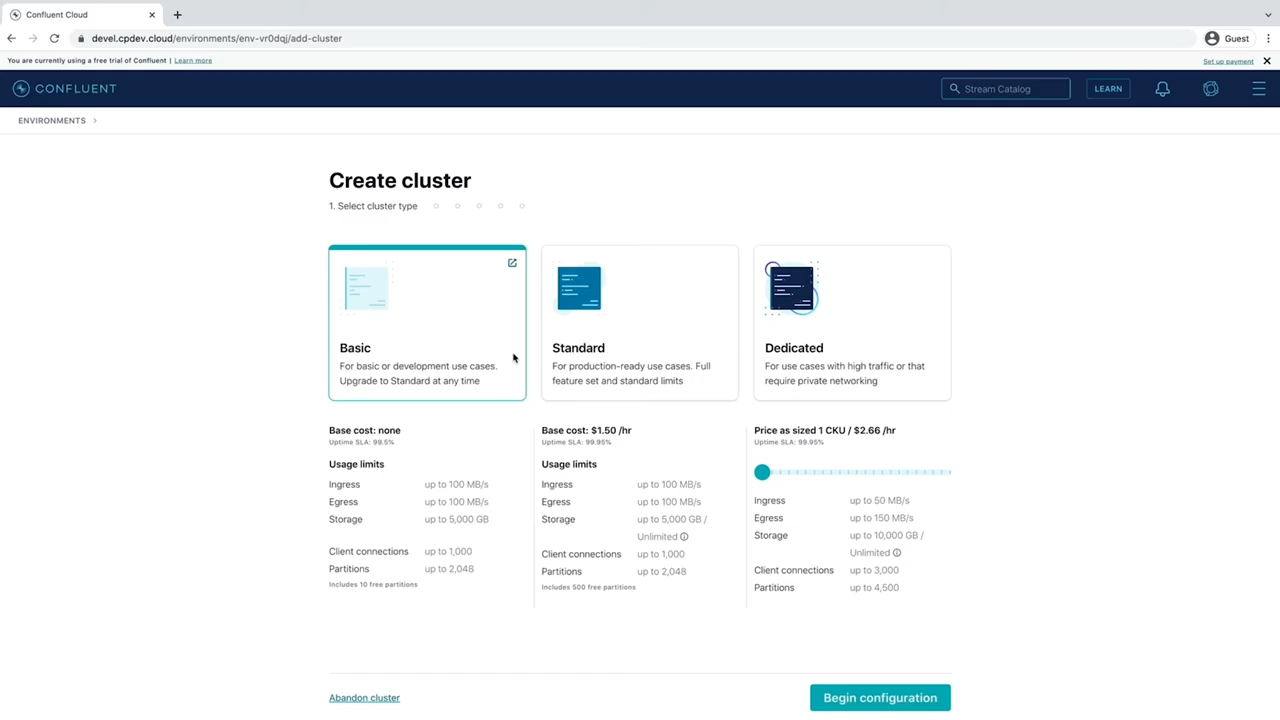 Confluent Cloud
devel.cpdev.cloud/environments/env-vr0dqj/add-cluster
Guest
You are currently using a free trial of Confluent | Learn more
Set up payment
CONFLUENT
Stream Catalog
LEARN
ENVIRONMENTS >
Create cluster
1. Select cluster type
Basic
For basic or development use cases.
Upgrade to Standard at any time
Standard
For production-ready use cases. Full
feature set and standard limits
Dedicated
For use cases with high traffic or that
require private networking
Base cost: none
Uptime SLA: 99.5%
Usage limits
Ingress up to 100 MB/s
Egress up to 100 MB/s
Storage up to 5,000 GB
Client connections up to 1,000
Partitions up to 2,048
Includes 10 free partitions
Base cost: $1.50 /hr
Uptime SLA: 99.95%
Usage limits
Ingress up to 100 MB/s
Egress up to 100 MB/s
Storage up to 5,000 GB /
Unlimited
Client connections up to 1,000
Partitions up to 2,048
Includes 500 free partitions
Price as sized 1 CKU / $2.66 /hr
Uptime SLA: 99.95%
Ingress up to 50 MB/s
Egress up to 150 MB/s
Storage up to 10,000 GB /
Unlimited
Client connections up to 3,000
Partitions up to 4,500
Abandon cluster
Begin configuration